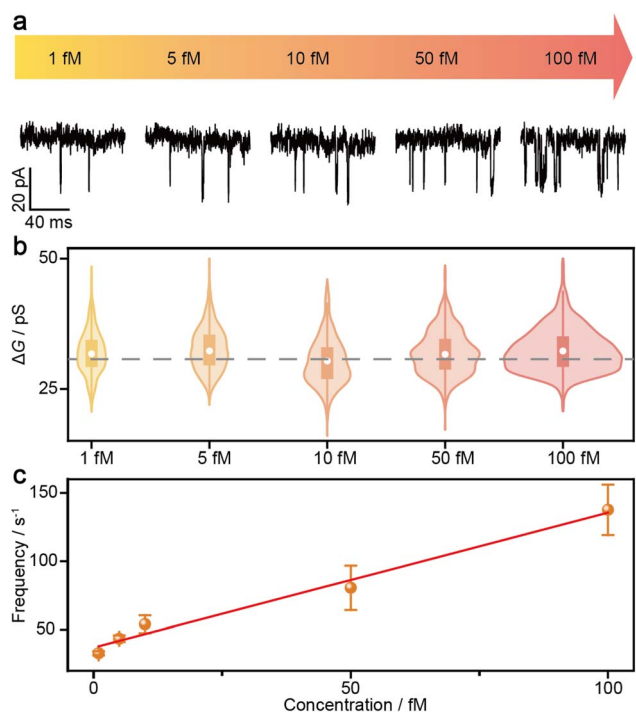 a
1 fM 5 fM 10 fM 50 fM 100 fM
20 pA
40 ms
b
50
25
ΔG / pS
1 fM 5 fM 10 fM 50 fM 100 fM
c
150
100
50
Frequency / s⁻¹
0 50 100
Concentration / fM